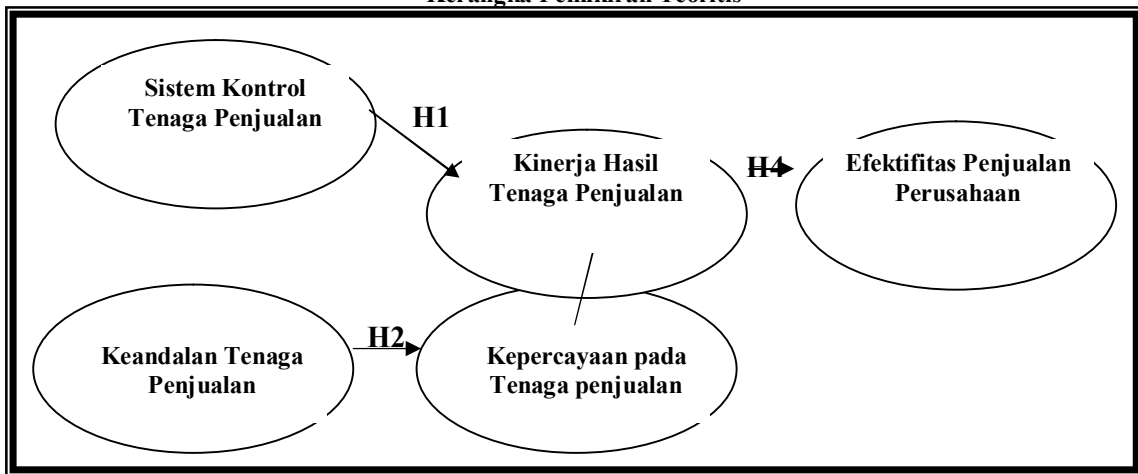 Kerangka Pemikiran Teoritis
Sistem Kontrol
Tenaga Penjualan
H1
Kinerja Hasil
Tenaga Penjualan
H4
Efektifitas Penjualan
Perusahaan
Keandalan Tenaga
Penjualan
H2
Kepercayaan pada
Tenaga penjualan